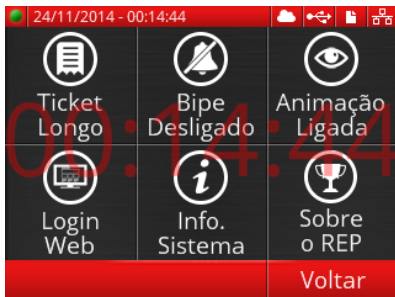 24/11/2014 - 00:14:44
Ticket
Longo
Bipe
Desligado
Animação
Ligada
00:14:44
Login
Web
Info.
Sistema
Sobre
o REP
Voltar